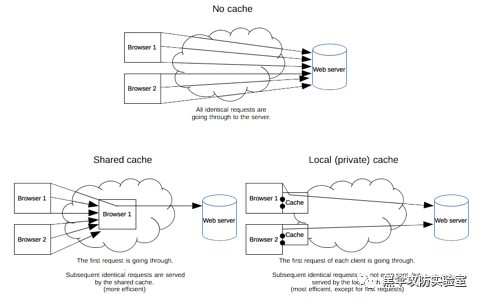 No cache
Browser 1
Browser 2
Web server
All identical requests are
going through to the server.
Shared cache
Browser 1
Browser 2
Browser 1
Web server
The first request is going through.
Subsequent identical requests are served
by the shared cache.
(more efficient)
Local (private) cache
Browser 1
Cache
Browser 2
Cache
Web server
The first request of each client is going through.
Subsequent identical requests
served by the
(most efficient, except for first requests)
黑伞攻防实验室